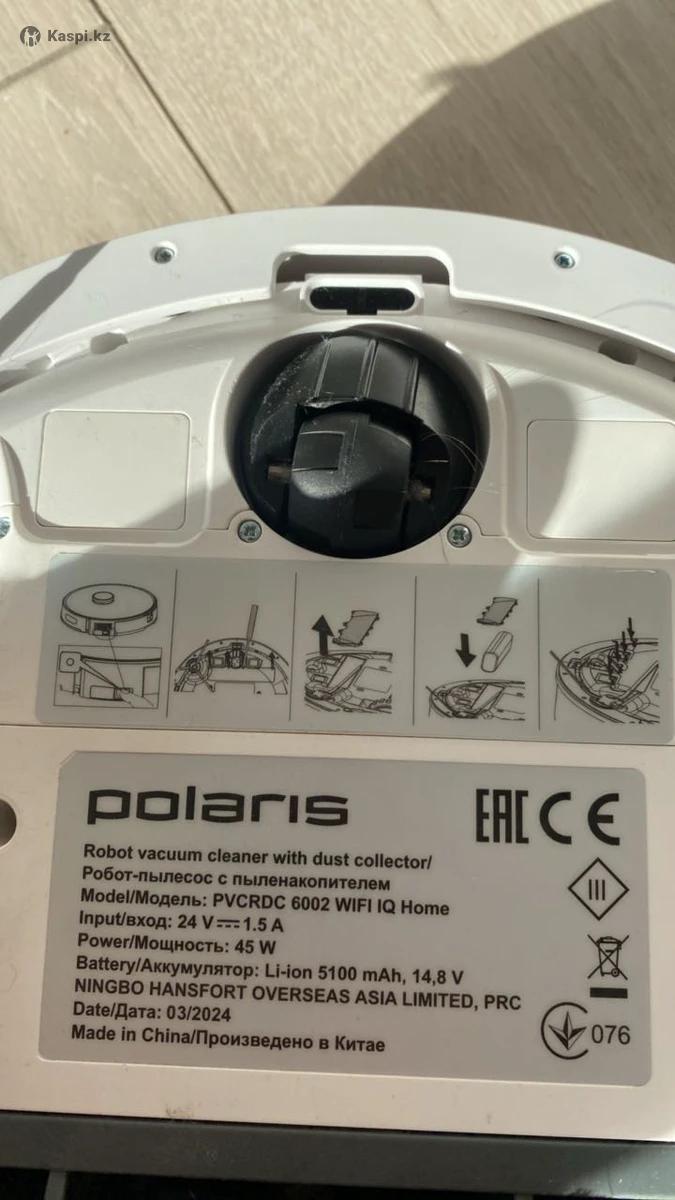 Kaspi.kz
polaris
EAC CE
Robot vacuum cleaner with dust collector/
Робот-пылесос с пыленакопителем
Model/Модель: PVCRDC 6002 WIFI IQ Home
Input/вход: 24 V⎓1.5 A
Power/Мощность: 45 W
Battery/Аккумулятор: Li-ion 5100 mAh, 14,8 V
NINGBO HANSFORT OVERSEAS ASIA LIMITED, PRC
Date/Дата: 03/2024
Made in China/Произведено в Китае
III
076